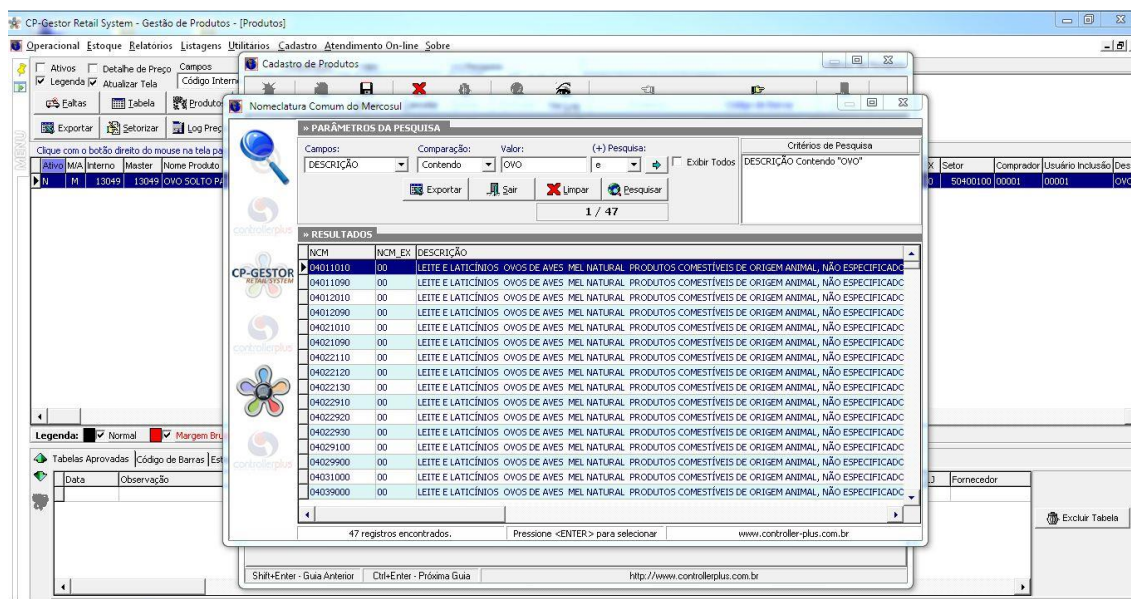 CP-Gestor Retail System - Gestão de Produtos - [Produtos]
Operacional Estoque Relatórios Listagens Utilitários Cadastro Atendimento On-line Sobre
Ativos Detalhe de Preço Campos
Legenda Atualizar Tela Código Intern
Faltas Tabela Produto
Exportar Setorizar Log Preç
MENU
Clique com o botão direito do mouse na tela pa
Ativo M/A Interno Master Nome Produto
N M 13049 13049 OVO SOLTO PA
X Setor Comprador Usuário Inclusão Des
0 50400100 00001 00001 OVO
Cadastro de Produtos
Nomeclatura Comum do Mercosul
» PARÂMETROS DA PESQUISA
Campos: Comparação: Valor: (+) Pesquisa: Critérios de Pesquisa
DESCRIÇÃO Contendo OVO e Exibir Todos DESCRIÇÃO Contendo "OVO"
Exportar Sair Limpar Pesquisar
1 / 47
controllerplus
CP-GESTOR
RETAIL SYSTEM
controllerplus
controllerplus
» RESULTADOS
NCM NCM_EX DESCRIÇÃO
04011010 00 LEITE E LATICÍNIOS OVOS DE AVES MEL NATURAL PRODUTOS COMESTÍVEIS DE ORIGEM ANIMAL, NÃO ESPECIFICADO
04011090 00 LEITE E LATICÍNIOS OVOS DE AVES MEL NATURAL PRODUTOS COMESTÍVEIS DE ORIGEM ANIMAL, NÃO ESPECIFICADO
04012010 00 LEITE E LATICÍNIOS OVOS DE AVES MEL NATURAL PRODUTOS COMESTÍVEIS DE ORIGEM ANIMAL, NÃO ESPECIFICADO
04012090 00 LEITE E LATICÍNIOS OVOS DE AVES MEL NATURAL PRODUTOS COMESTÍVEIS DE ORIGEM ANIMAL, NÃO ESPECIFICADO
04021010 00 LEITE E LATICÍNIOS OVOS DE AVES MEL NATURAL PRODUTOS COMESTÍVEIS DE ORIGEM ANIMAL, NÃO ESPECIFICADO
04021090 00 LEITE E LATICÍNIOS OVOS DE AVES MEL NATURAL PRODUTOS COMESTÍVEIS DE ORIGEM ANIMAL, NÃO ESPECIFICADO
04022110 00 LEITE E LATICÍNIOS OVOS DE AVES MEL NATURAL PRODUTOS COMESTÍVEIS DE ORIGEM ANIMAL, NÃO ESPECIFICADO
04022120 00 LEITE E LATICÍNIOS OVOS DE AVES MEL NATURAL PRODUTOS COMESTÍVEIS DE ORIGEM ANIMAL, NÃO ESPECIFICADO
04022130 00 LEITE E LATICÍNIOS OVOS DE AVES MEL NATURAL PRODUTOS COMESTÍVEIS DE ORIGEM ANIMAL, NÃO ESPECIFICADO
04022910 00 LEITE E LATICÍNIOS OVOS DE AVES MEL NATURAL PRODUTOS COMESTÍVEIS DE ORIGEM ANIMAL, NÃO ESPECIFICADO
04022920 00 LEITE E LATICÍNIOS OVOS DE AVES MEL NATURAL PRODUTOS COMESTÍVEIS DE ORIGEM ANIMAL, NÃO ESPECIFICADO
04022930 00 LEITE E LATICÍNIOS OVOS DE AVES MEL NATURAL PRODUTOS COMESTÍVEIS DE ORIGEM ANIMAL, NÃO ESPECIFICADO
04029100 00 LEITE E LATICÍNIOS OVOS DE AVES MEL NATURAL PRODUTOS COMESTÍVEIS DE ORIGEM ANIMAL, NÃO ESPECIFICADO
04029900 00 LEITE E LATICÍNIOS OVOS DE AVES MEL NATURAL PRODUTOS COMESTÍVEIS DE ORIGEM ANIMAL, NÃO ESPECIFICADO
04031000 00 LEITE E LATICÍNIOS OVOS DE AVES MEL NATURAL PRODUTOS COMESTÍVEIS DE ORIGEM ANIMAL, NÃO ESPECIFICADO
04039000 00 LEITE E LATICÍNIOS OVOS DE AVES MEL NATURAL PRODUTOS COMESTÍVEIS DE ORIGEM ANIMAL, NÃO ESPECIFICADO
47 registros encontrados. Pressione <ENTER> para selecionar www.controller-plus.com.br
Legenda: Normal Margem Bru
Tabelas Aprovadas Código de Barras Est
Data Observação
Fornecedor
Excluir Tabela
Shift+Enter - Guia Anterior Ctrl+Enter - Próxima Guia http://www.controllerplus.com.br